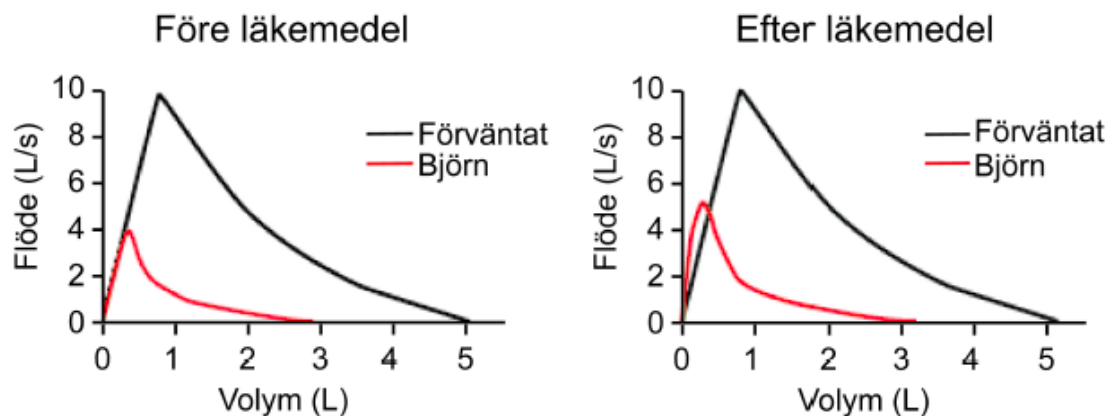 Före läkemedel
10
8
6
4
2
0
Flöde (L/s)
Förväntat
Björn
0 1 2 3 4 5
Volym (L)
Efter läkemedel
10
8
6
4
2
0
Flöde (L/s)
Förväntat
Björn
0 1 2 3 4 5
Volym (L)